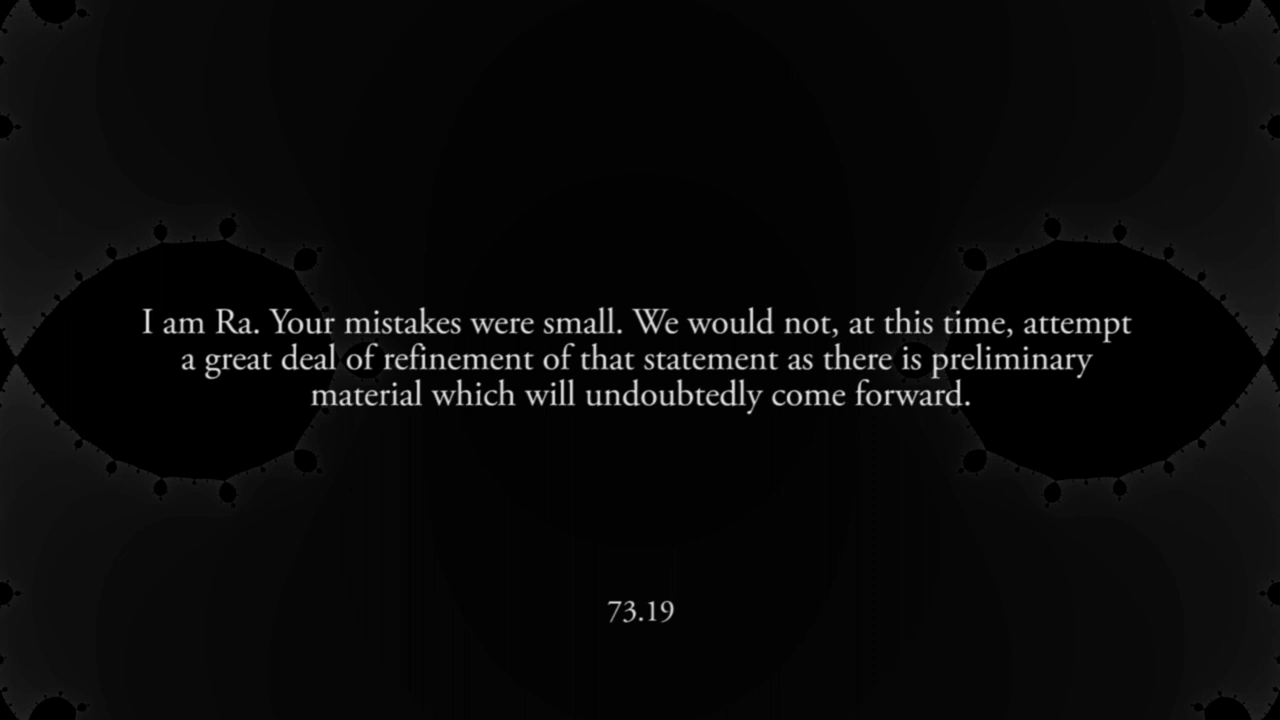 I am Ra. Your mistakes were small. We would not, at this time, attempt
a great deal of refinement of that statement as there is preliminary
material which will undoubtedly come forward.
73.19